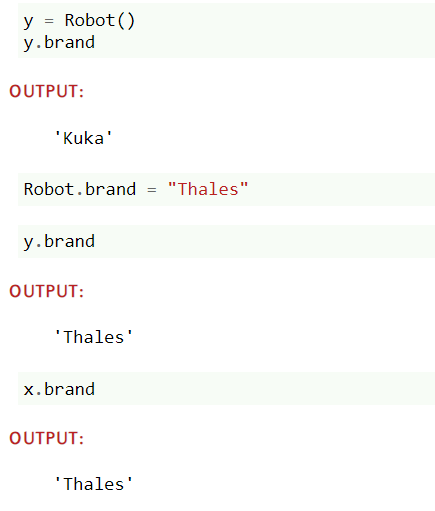 y = Robot()
y.brand
OUTPUT:
'Kuka'
Robot.brand = "Thales"
y.brand
OUTPUT:
'Thales'
x.brand
OUTPUT:
'Thales'